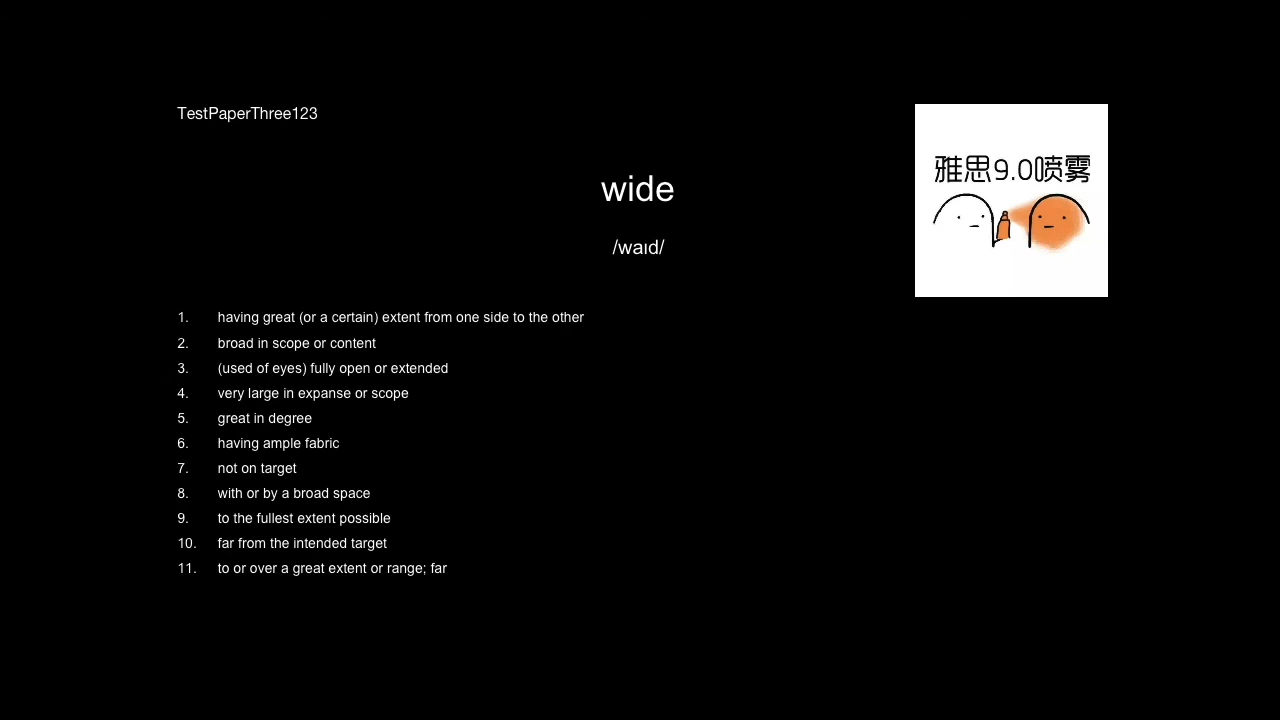 TestPaperThree123
wide
/waɪd/
雅思9.0喷雾
1. having great (or a certain) extent from one side to the other
2. broad in scope or content
3. (used of eyes) fully open or extended
4. very large in expanse or scope
5. great in degree
6. having ample fabric
7. not on target
8. with or by a broad space
9. to the fullest extent possible
10. far from the intended target
11. to or over a great extent or range; far